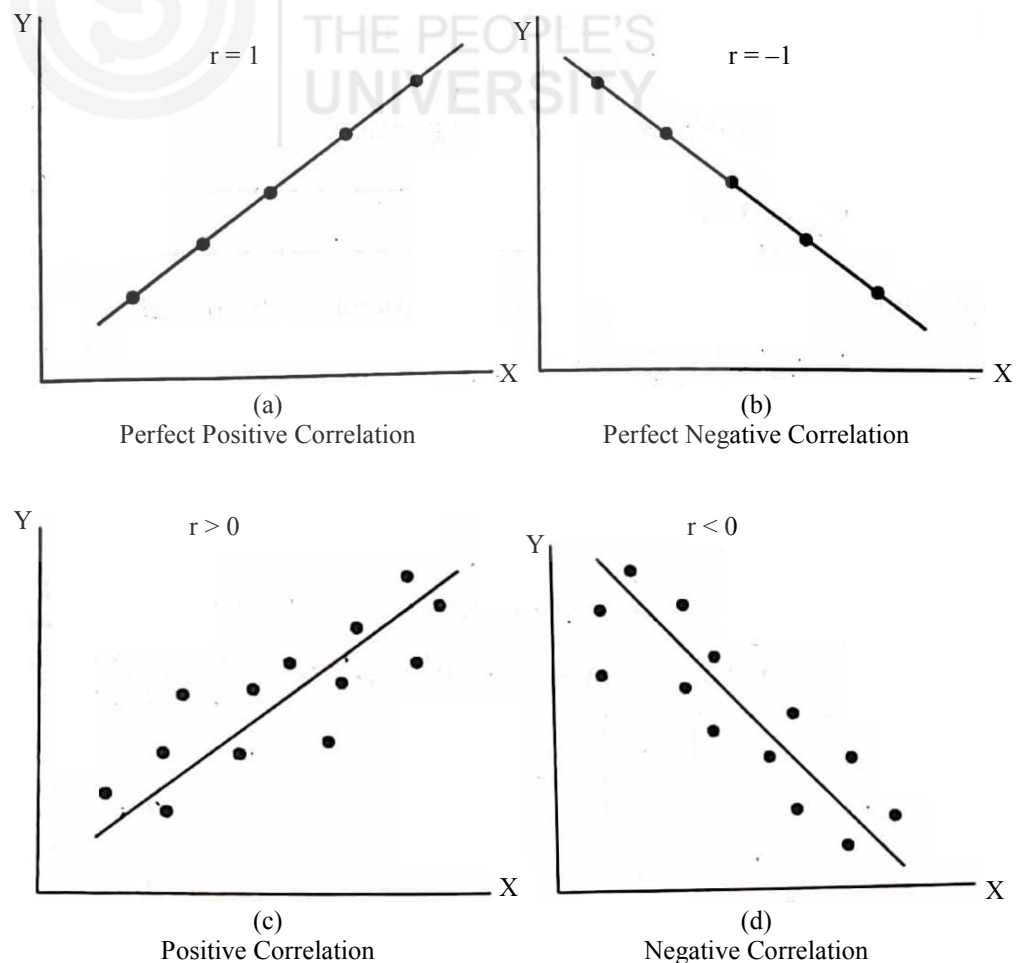 THE PEOPLE'S
UNIVERSITY
Y
r = 1
X
(a)
Perfect Positive Correlation
Y
r = –1
X
(b)
Perfect Negative Correlation
Y
r > 0
X
(c)
Positive Correlation
Y
r < 0
X
(d)
Negative Correlation